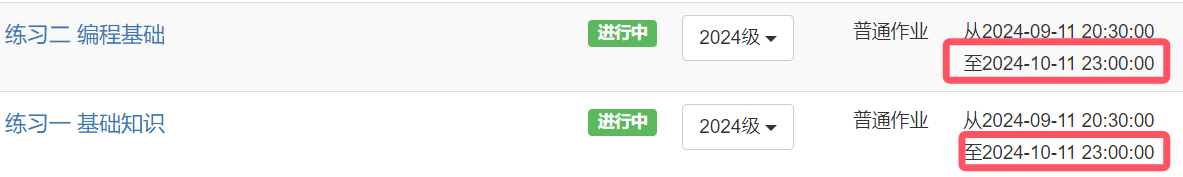 练习二 编程基础 进行中 2024级 普通作业 从2024-09-11 20:30:00
至2024-10-11 23:00:00
练习一 基础知识 进行中 2024级 普通作业 从2024-09-11 20:30:00
至2024-10-11 23:00:00